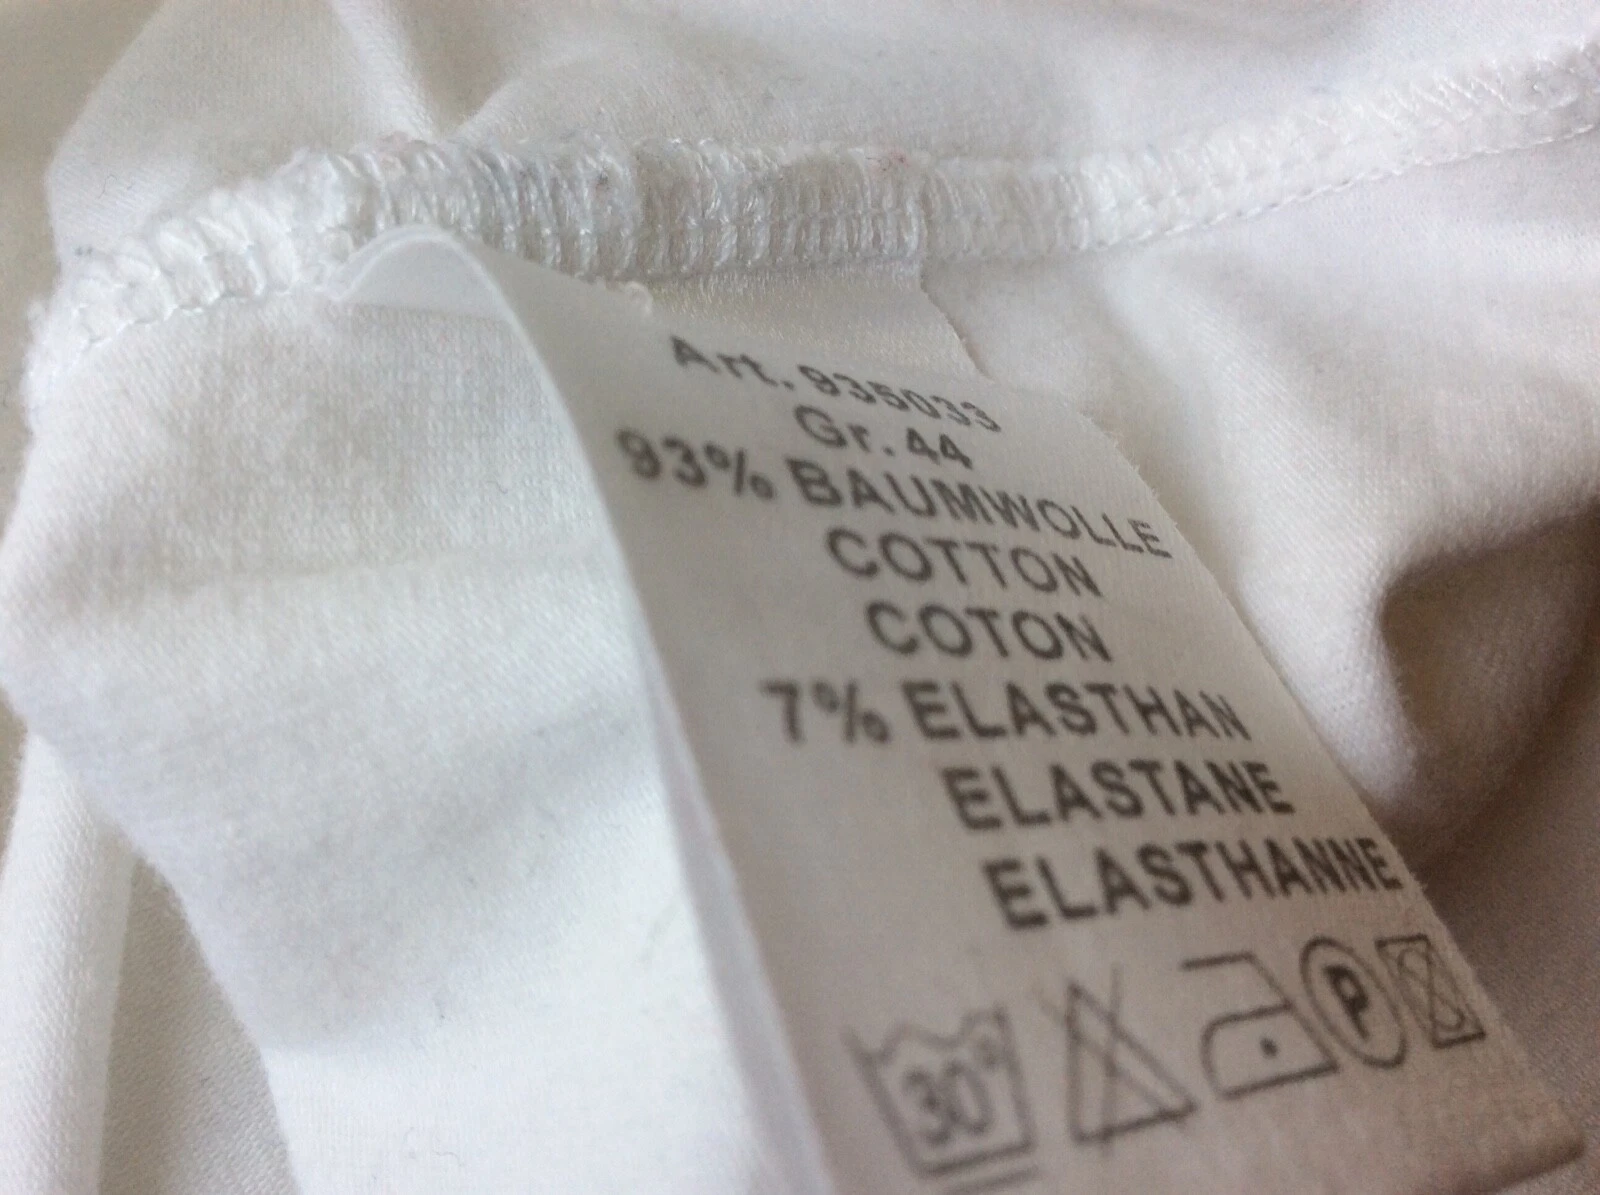 Art. 935033
Gr. 44
93% BAUMWOLLE
COTTON
COTON
7% ELASTHAN
ELASTANE
ELASTHANNE
30° P